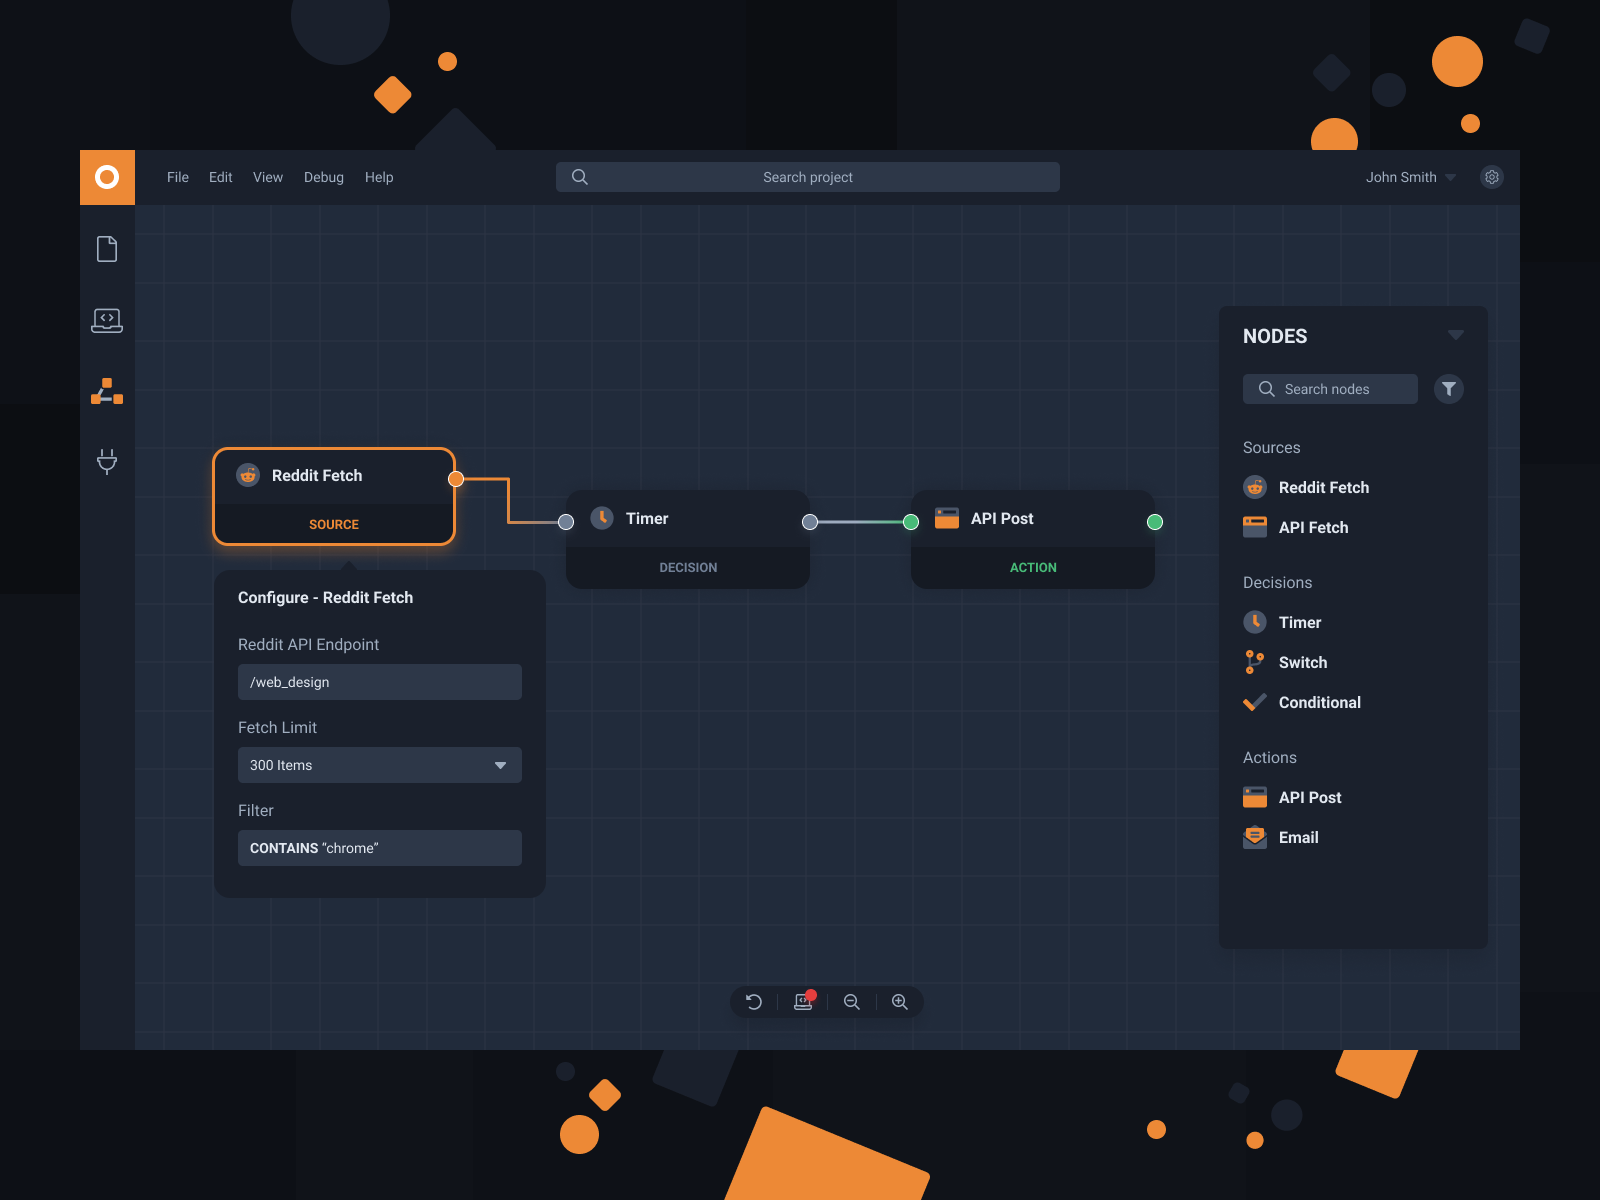 File Edit View Debug Help
Search project
John Smith
Reddit Fetch
SOURCE
Timer
DECISION
API Post
ACTION
Configure - Reddit Fetch
Reddit API Endpoint
/web_design
Fetch Limit
300 Items
Filter
CONTAINS “chrome”
NODES
Search nodes
Sources
Reddit Fetch
API Fetch
Decisions
Timer
Switch
Conditional
Actions
API Post
Email